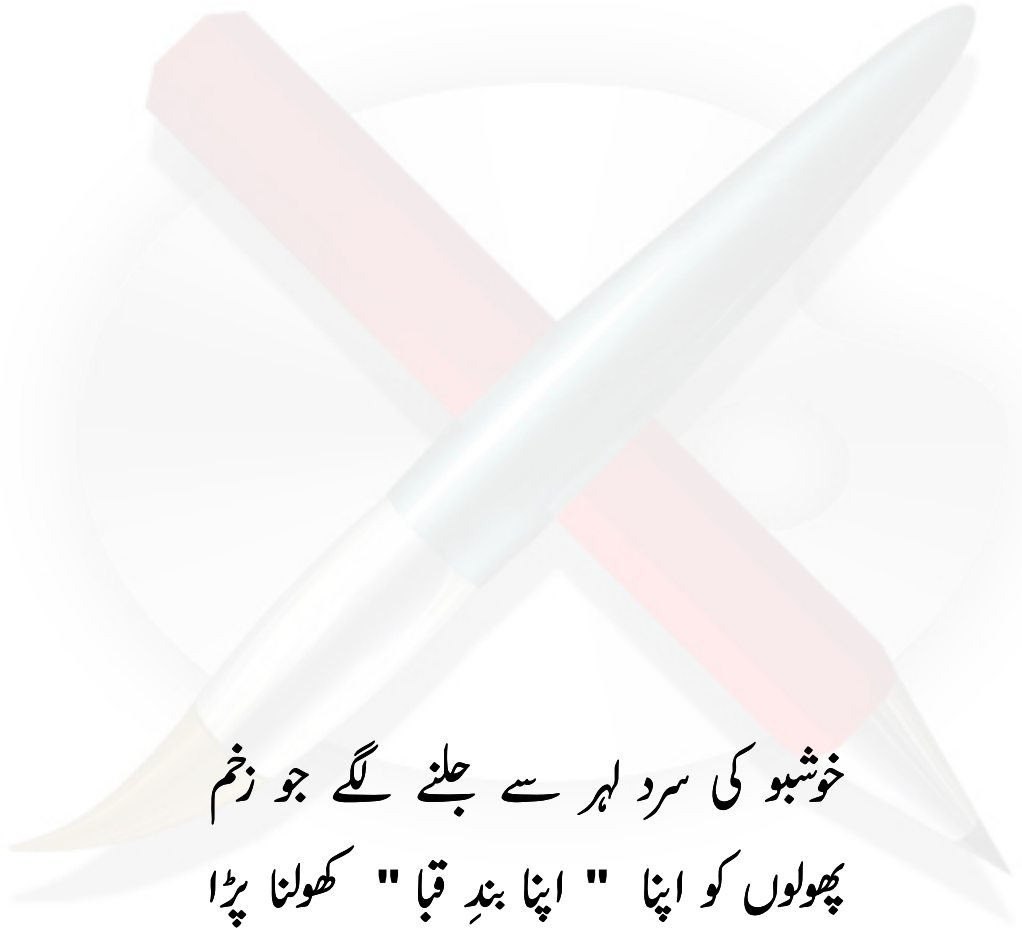 خوشبو کی سرد لہر سے جلنے لگے جو زخم
پھولوں کو اپنا " اپنا بندِ قبا " کھولنا پڑا